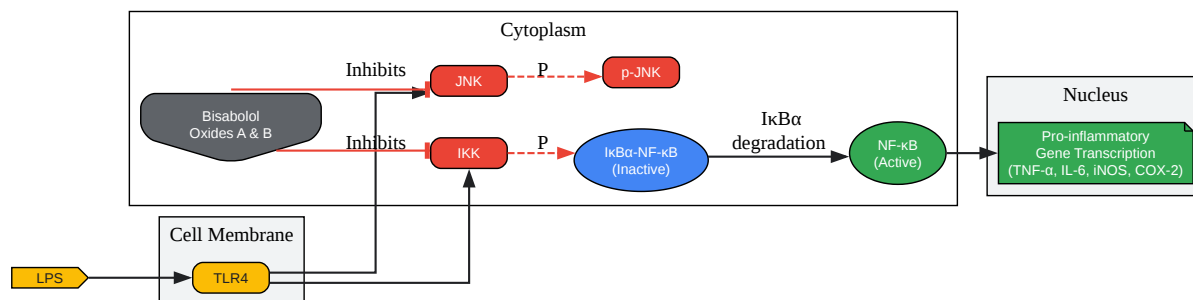 Cytoplasm
Inhibits
JNK
P
p-JNK
Bisabolol
Oxides A & B
Inhibits
IKK
P
IκBα-NF-κB
(Inactive)
IκBα
degradation
NF-κB
(Active)
Nucleus
Pro-inflammatory
Gene Transcription
(TNF-α, IL-6, iNOS, COX-2)
Cell Membrane
LPS
TLR4